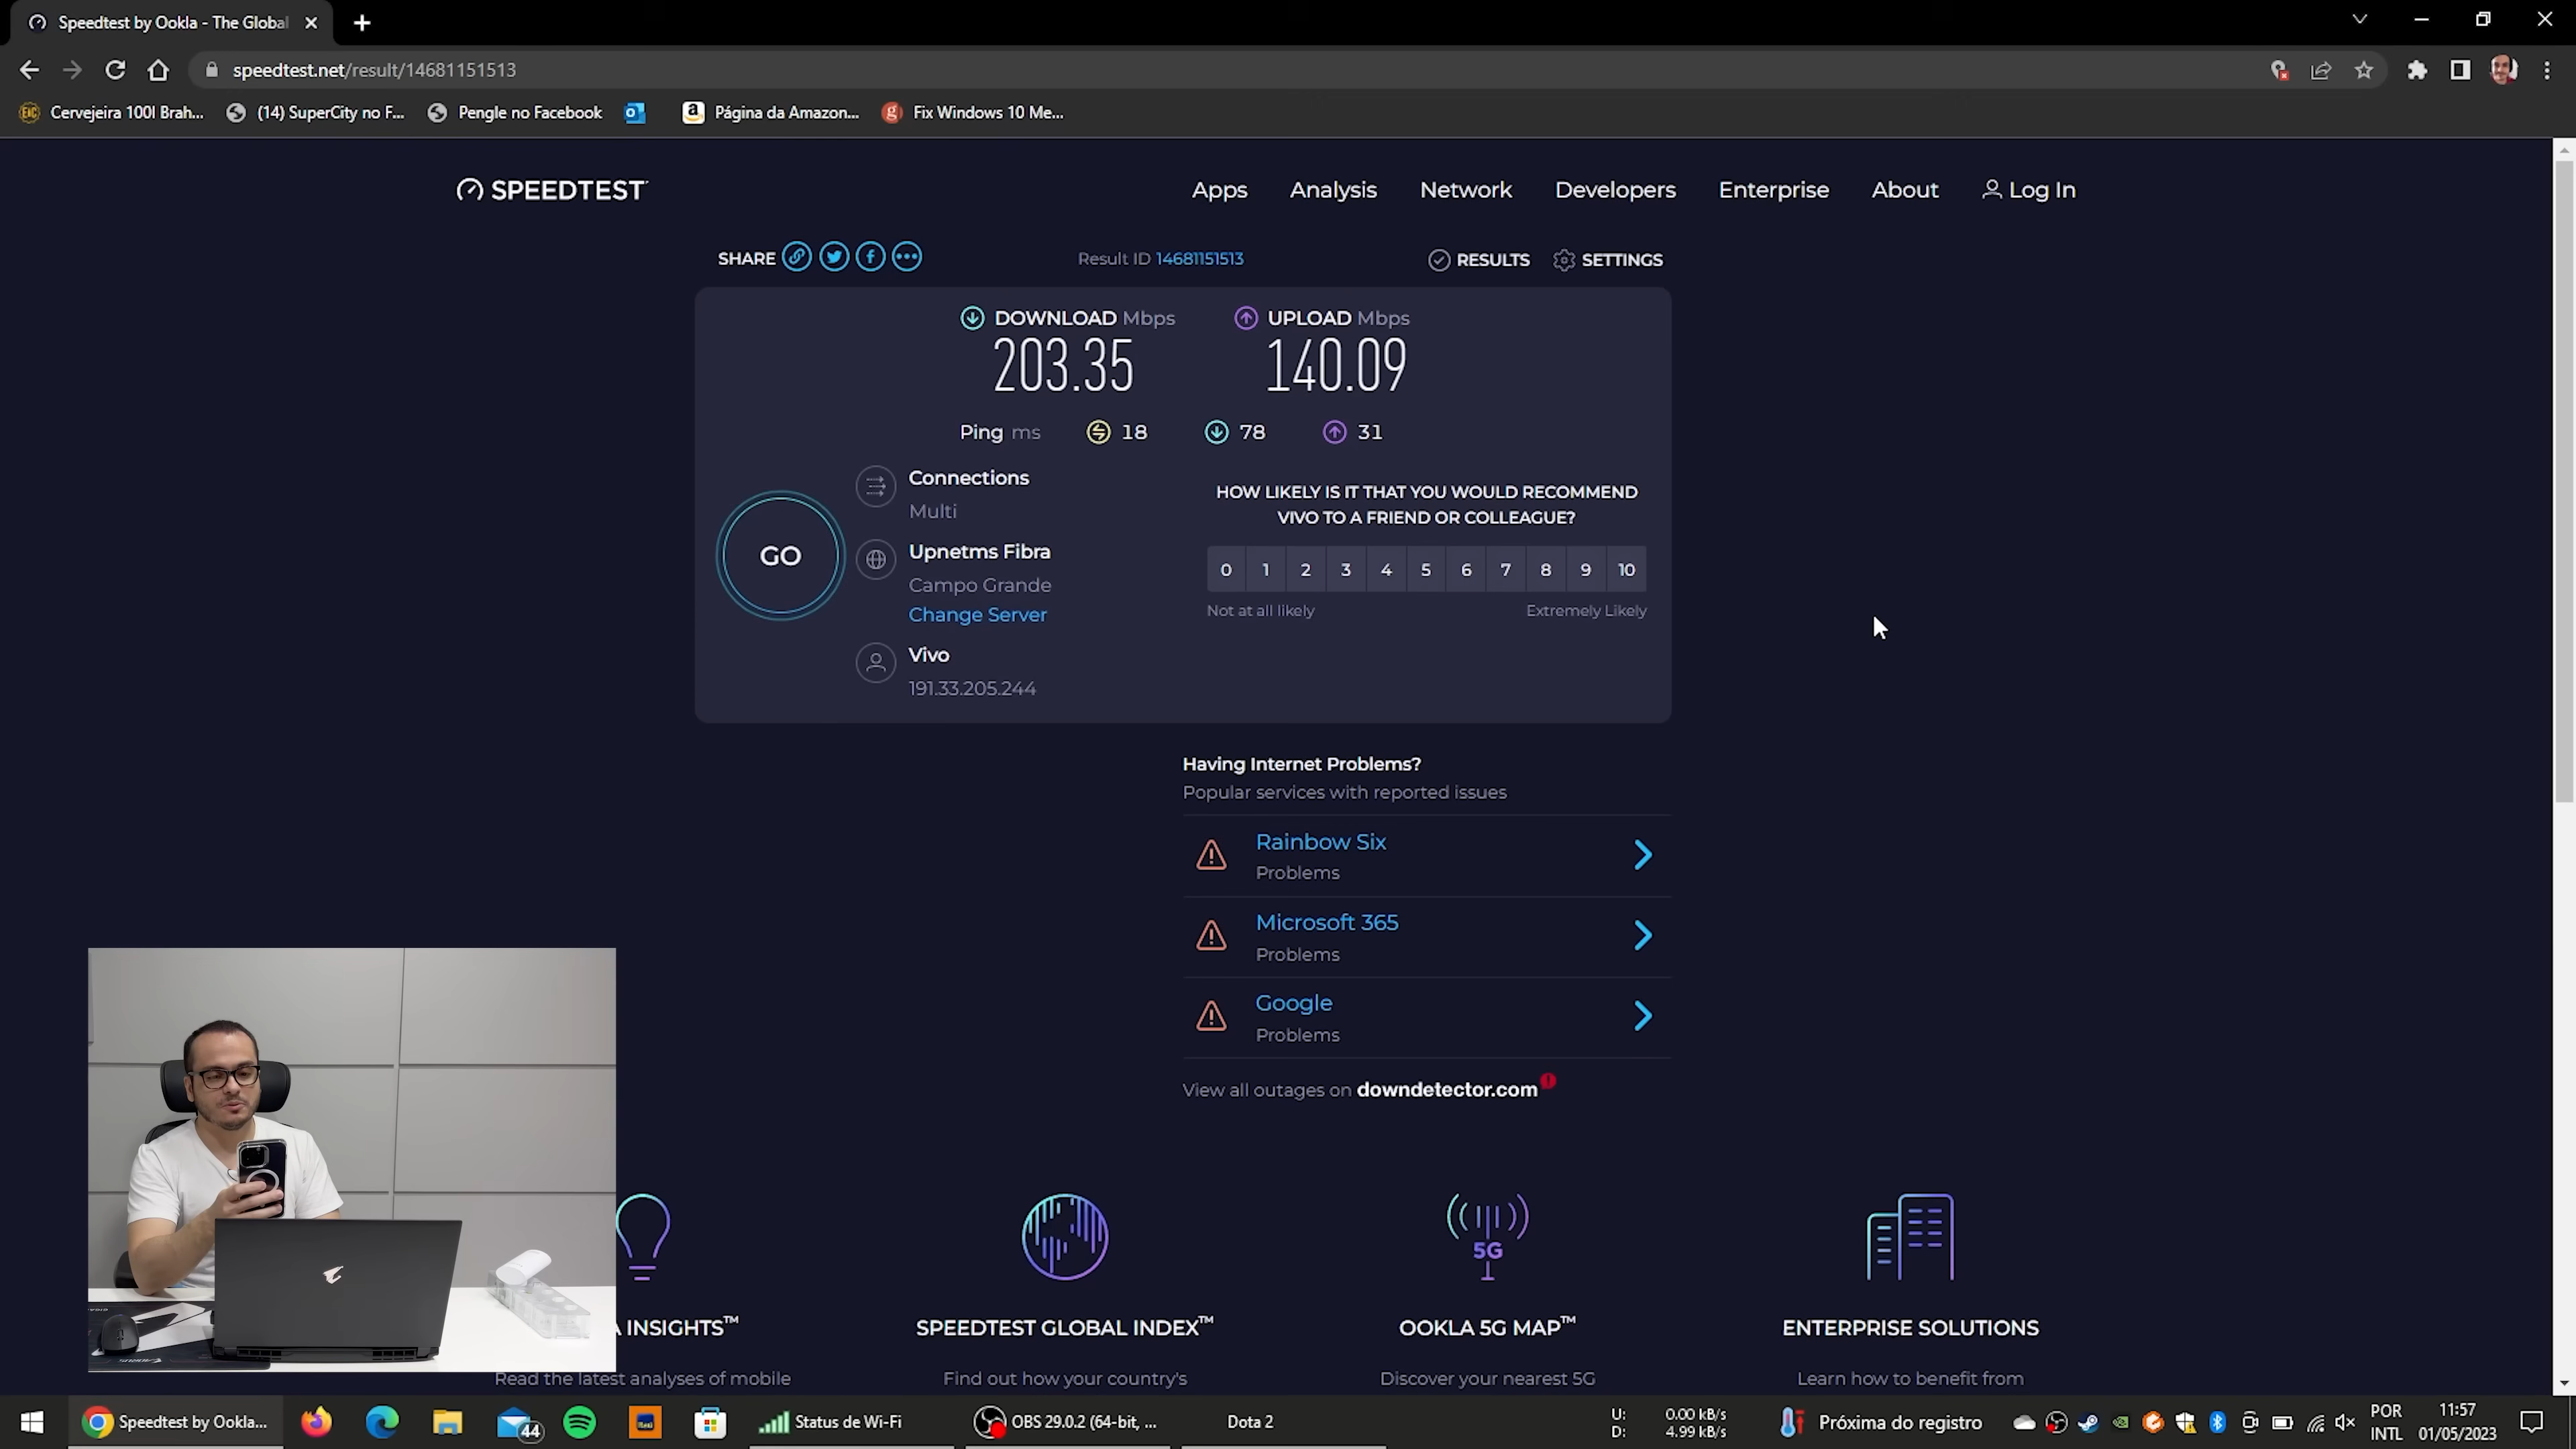 Speedtest by Ookla - The Global
speedtest.net/result/14681151513
Cervejeira 100l Brah... (14) SuperCity no F... Pengle no Facebook Página da Amazon... Fix Windows 10 Me...
SPEEDTEST Apps Analysis Network Developers Enterprise About Log In
SHARE Result ID 14681151513 RESULTS SETTINGS
DOWNLOAD Mbps UPLOAD Mbps
203.35 140.09
Ping ms 18 78 31
Connections
Multi
HOW LIKELY IS IT THAT YOU WOULD RECOMMEND
VIVO TO A FRIEND OR COLLEAGUE?
GO
Upnetms Fibra
Campo Grande
Change Server
0 1 2 3 4 5 6 7 8 9 10
Not at all likely Extremely Likely
Vivo
191.33.205.244
Having Internet Problems?
Popular services with reported issues
Rainbow Six
Problems
Microsoft 365
Problems
Google
Problems
View all outages on downdetector.com
5G
A INSIGHTS™ SPEEDTEST GLOBAL INDEX™ OOKLA 5G MAP™ ENTERPRISE SOLUTIONS
Read the latest analyses of mobile Find out how your country's Discover your nearest 5G Learn how to benefit from
Speedtest by Ookla... 44 Status de Wi-Fi OBS 29.0.2 (64-bit, ... Dota 2
U: 0.00 kB/s
D: 4.99 kB/s
Próxima do registro
POR
INTL
11:57
01/05/2023